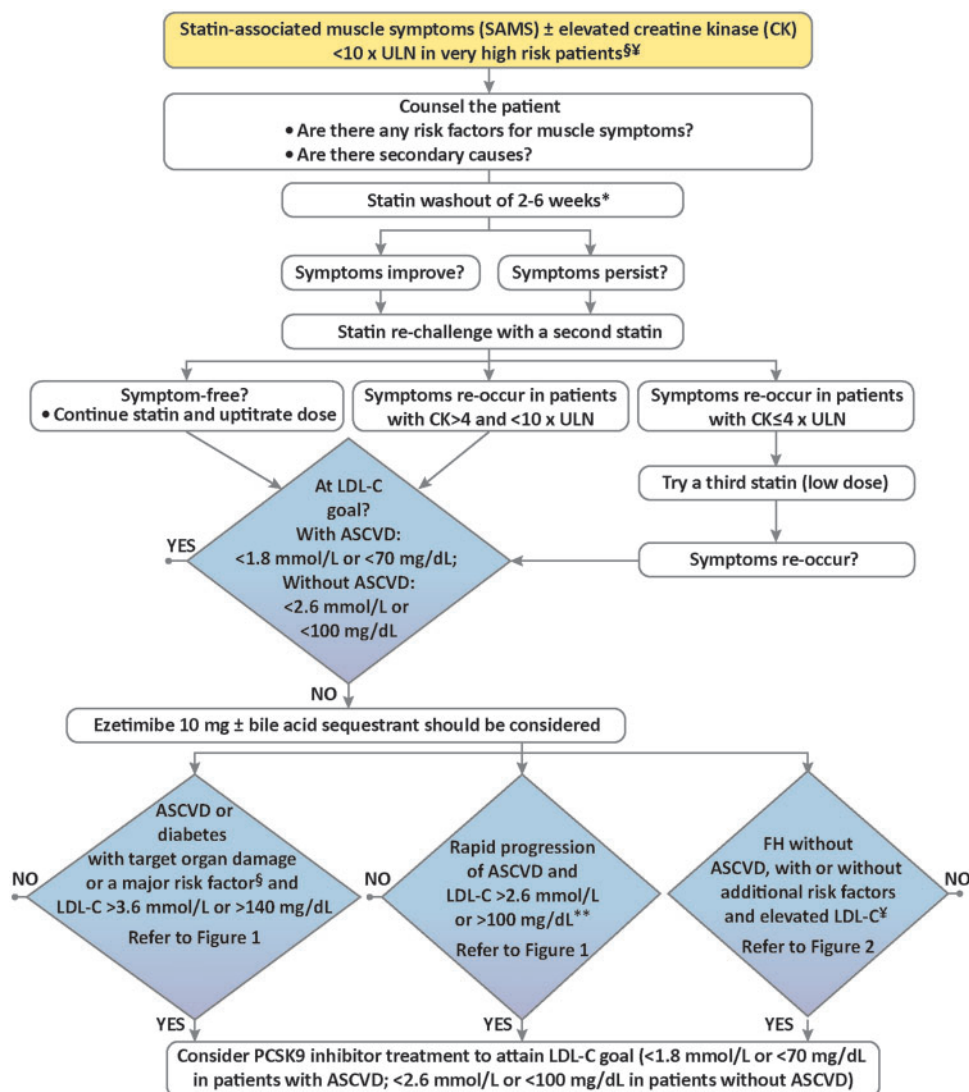 Statin-associated muscle symptoms (SAMS) ± elevated creatine kinase (CK)
<10 x ULN in very high risk patients§¥
Counsel the patient
• Are there any risk factors for muscle symptoms?
• Are there secondary causes?
Statin washout of 2-6 weeks*
Symptoms improve?
Symptoms persist?
Statin re-challenge with a second statin
Symptom-free?
• Continue statin and uptitrate dose
Symptoms re-occur in patients
with CK>4 and <10 x ULN
Symptoms re-occur in patients
with CK≤4 x ULN
Try a third statin (low dose)
Symptoms re-occur?
At LDL-C
goal?
With ASCVD:
<1.8 mmol/L or <70 mg/dL;
Without ASCVD:
<2.6 mmol/L or
<100 mg/dL
YES
NO
Ezetimibe 10 mg ± bile acid sequestrant should be considered
ASCVD or
diabetes
with target organ damage
or a major risk factor§ and
LDL-C >3.6 mmol/L or >140 mg/dL
Refer to Figure 1
NO
YES
Rapid progression
of ASCVD and
LDL-C >2.6 mmol/L
or >100 mg/dL**
Refer to Figure 1
NO
YES
FH without
ASCVD, with or without
additional risk factors
and elevated LDL-C¥
Refer to Figure 2
NO
YES
Consider PCSK9 inhibitor treatment to attain LDL-C goal (<1.8 mmol/L or <70 mg/dL
in patients with ASCVD; <2.6 mmol/L or <100 mg/dL in patients without ASCVD)